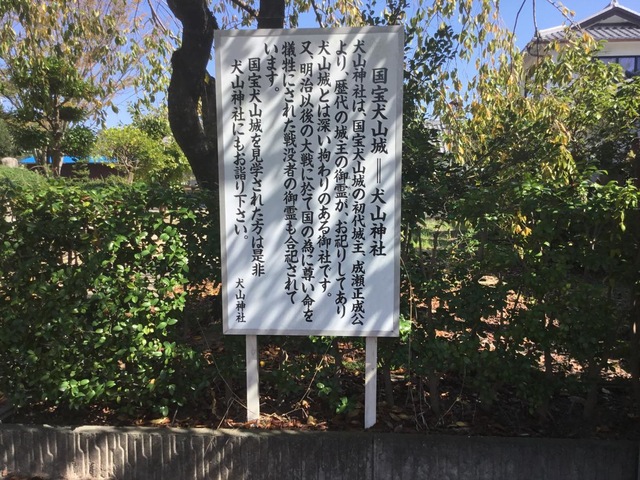 国宝犬山城＝犬山神社
犬山神社は、国宝犬山城の初代城主、成瀬正成公
より、歴代の城主の御霊が、お祀りしてあり
犬山城とは深い拘わりのある御社です。
又、明治以後の大戦に於て国の為に尊い命を
犠牲にされた戦没者の御霊も合祀されて
います。
国宝犬山城を見学された方は是非
犬山神社にもお詣り下さい。
犬山神社